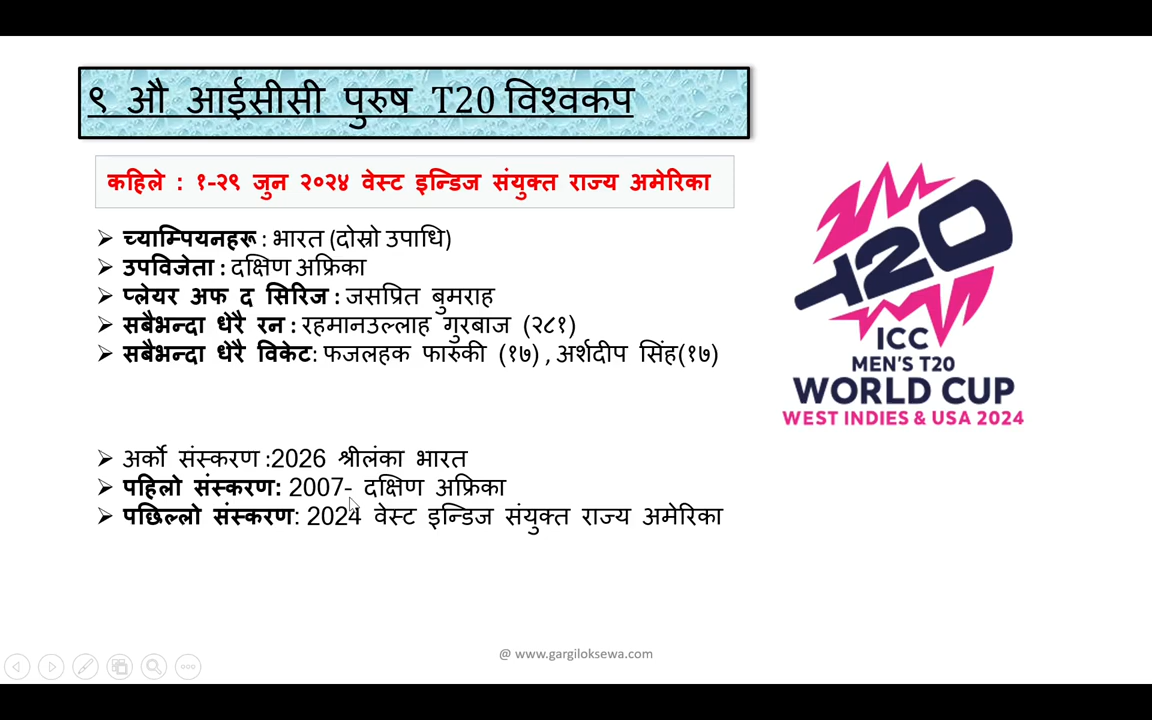 ९ औ आईसीसी पुरुष T20 विश्वकप
कहिले : १-२९ जुन २०२४ वेस्ट इन्डिज संयुक्त राज्य अमेरिका
➢ च्याम्पियनहरू : भारत (दोस्रो उपाधि)
➢ उपविजेता : दक्षिण अफ्रिका
➢ प्लेयर अफ द सिरिज : जसप्रित बुमराह
➢ सबैभन्दा धेरै रन : रहमानउल्लाह गुरबाज (२८१)
➢ सबैभन्दा धेरै विकेट: फजलहक फारुकी (१७) , अर्शदीप सिंह(१७)
T20
ICC
MEN'S T20
WORLD CUP
WEST INDIES & USA 2024
➢ अर्को संस्करण :2026 श्रीलंका भारत
➢ पहिलो संस्करण: 2007- दक्षिण अफ्रिका
➢ पछिल्लो संस्करण: 2024 वेस्ट इन्डिज संयुक्त राज्य अमेरिका
@ www.gargiloksewa.com